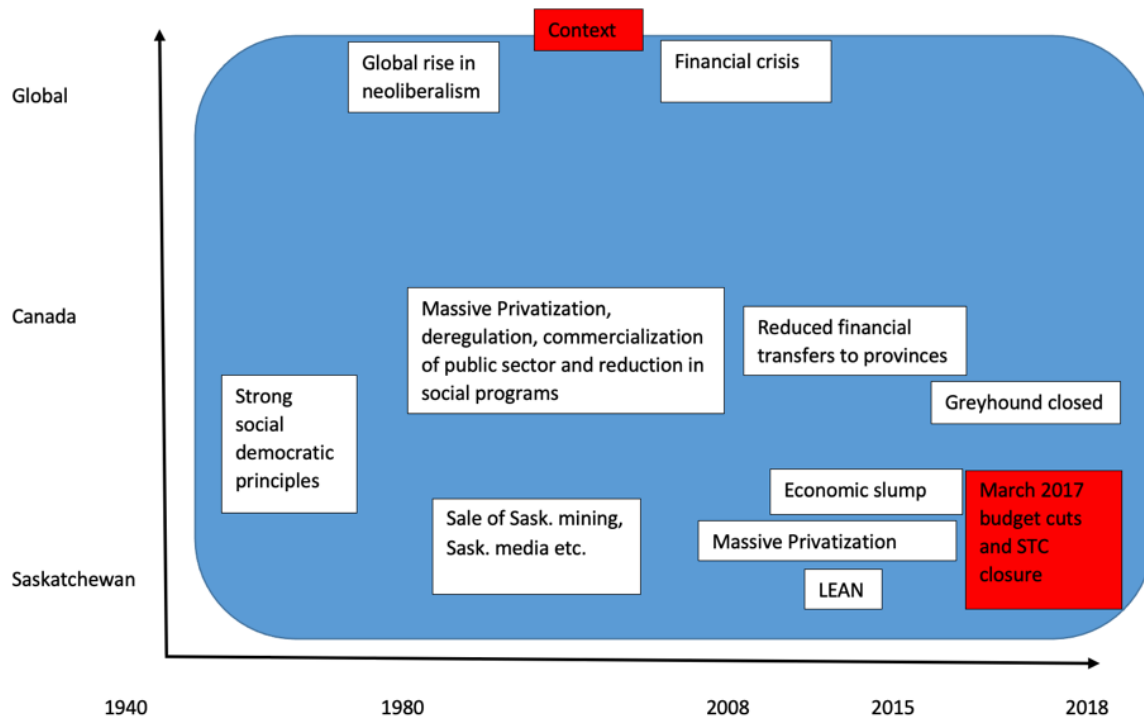 Context
Global
Global rise in
neoliberalism
Financial crisis
Canada
Massive Privatization,
deregulation, commercialization
of public sector and reduction in
social programs
Reduced financial
transfers to provinces
Strong
social
democratic
principles
Greyhound closed
Saskatchewan
Sale of Sask. mining,
Sask. media etc.
Economic slump
Massive Privatization
LEAN
March 2017
budget cuts
and STC
closure
1940
1980
2008
2015
2018